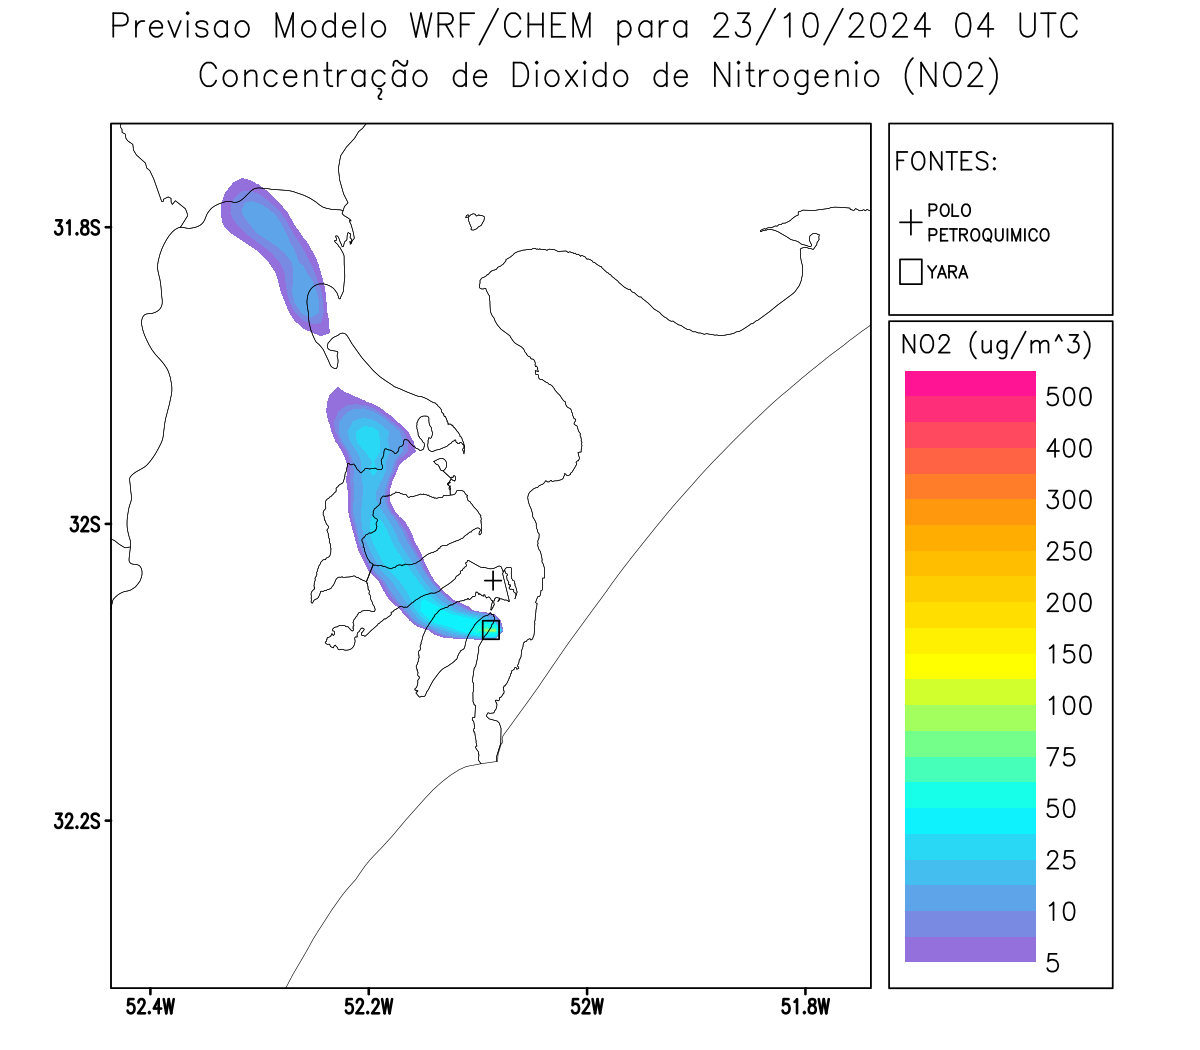 Previsao Modelo WRF/CHEM para 23/10/2024 04 UTC
Concentração de Dioxido de Nitrogenio (NO2)
FONTES:
POLO
PETROQUIMICO
YARA
NO2 (ug/m^3)
500
400
300
250
200
150
100
75
50
25
10
5
31.8S
32S
32.2S
52.4W
52.2W
52W
51.8W